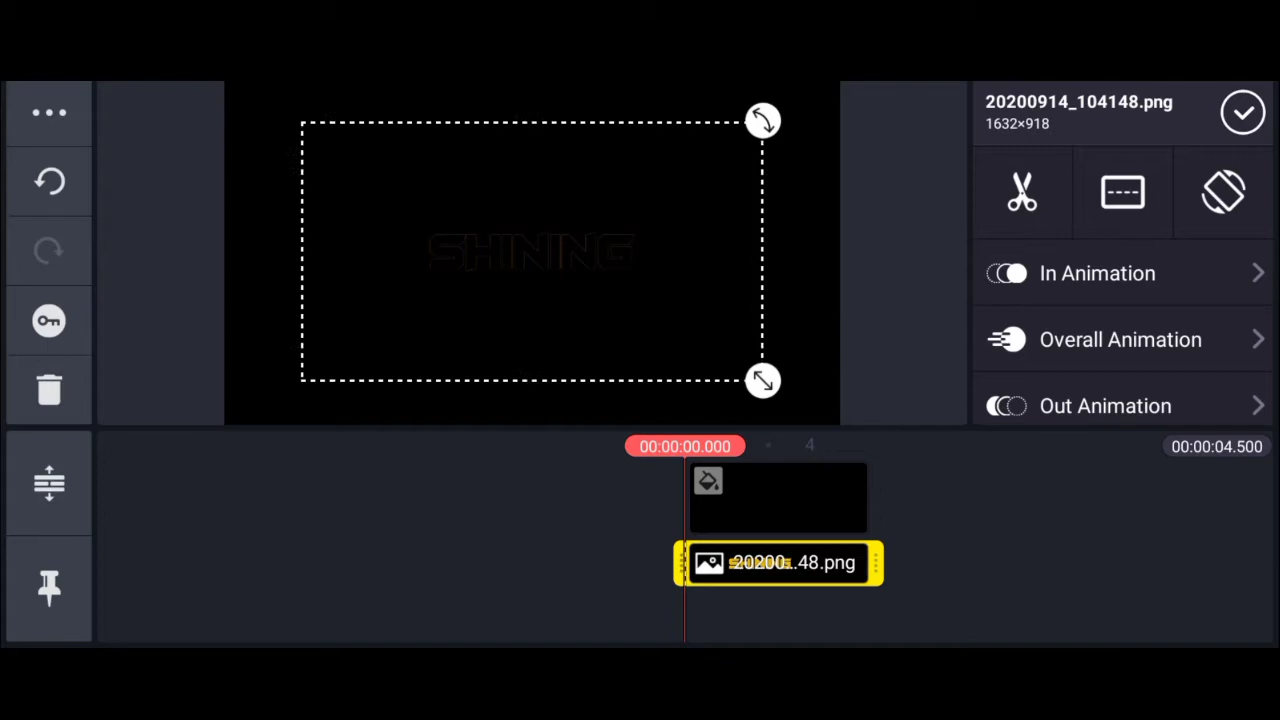 20200914_104148.png
1632×918
SHINING
In Animation
Overall Animation
Out Animation
00:00:00.000
4
00:00:04.500
20200...48.png